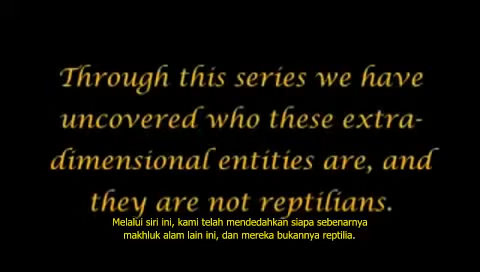 Through this series we have
uncovered who these extra-
dimensional entities are, and
they are not reptilians.
Melalui siri ini, kami telah mendedahkan siapa sebenarnya
makhluk alam lain ini, dan mereka bukannya reptilia.